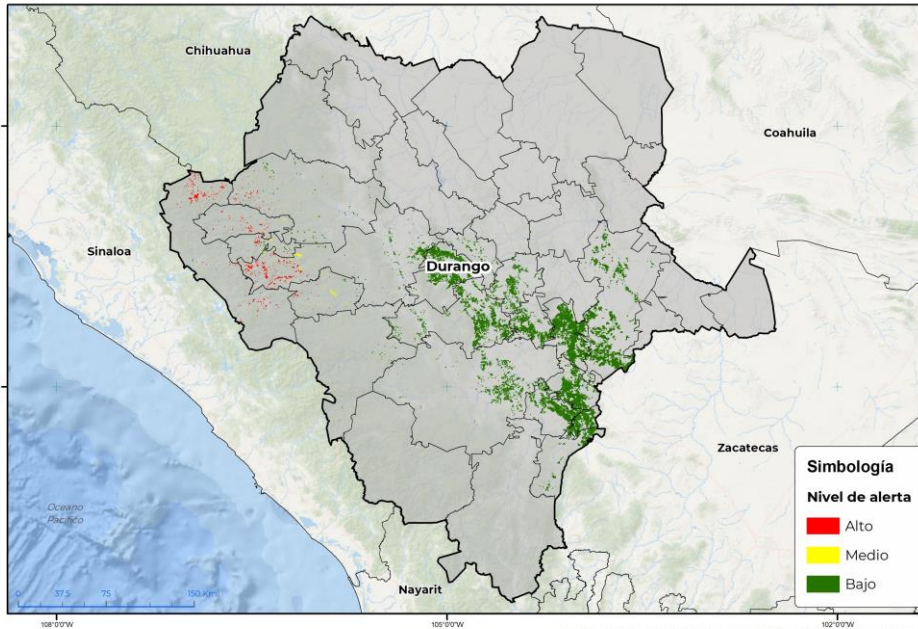 Chihuahua
Coahuila
Sinaloa
Durango
Zacatecas
Oceano
Pacífico
Nayarit
0 37.5 75 150 Km
Simbología
Nivel de alerta
Alto
Medio
Bajo
108°0'0"W
105°0'0"W
102°0'0"W